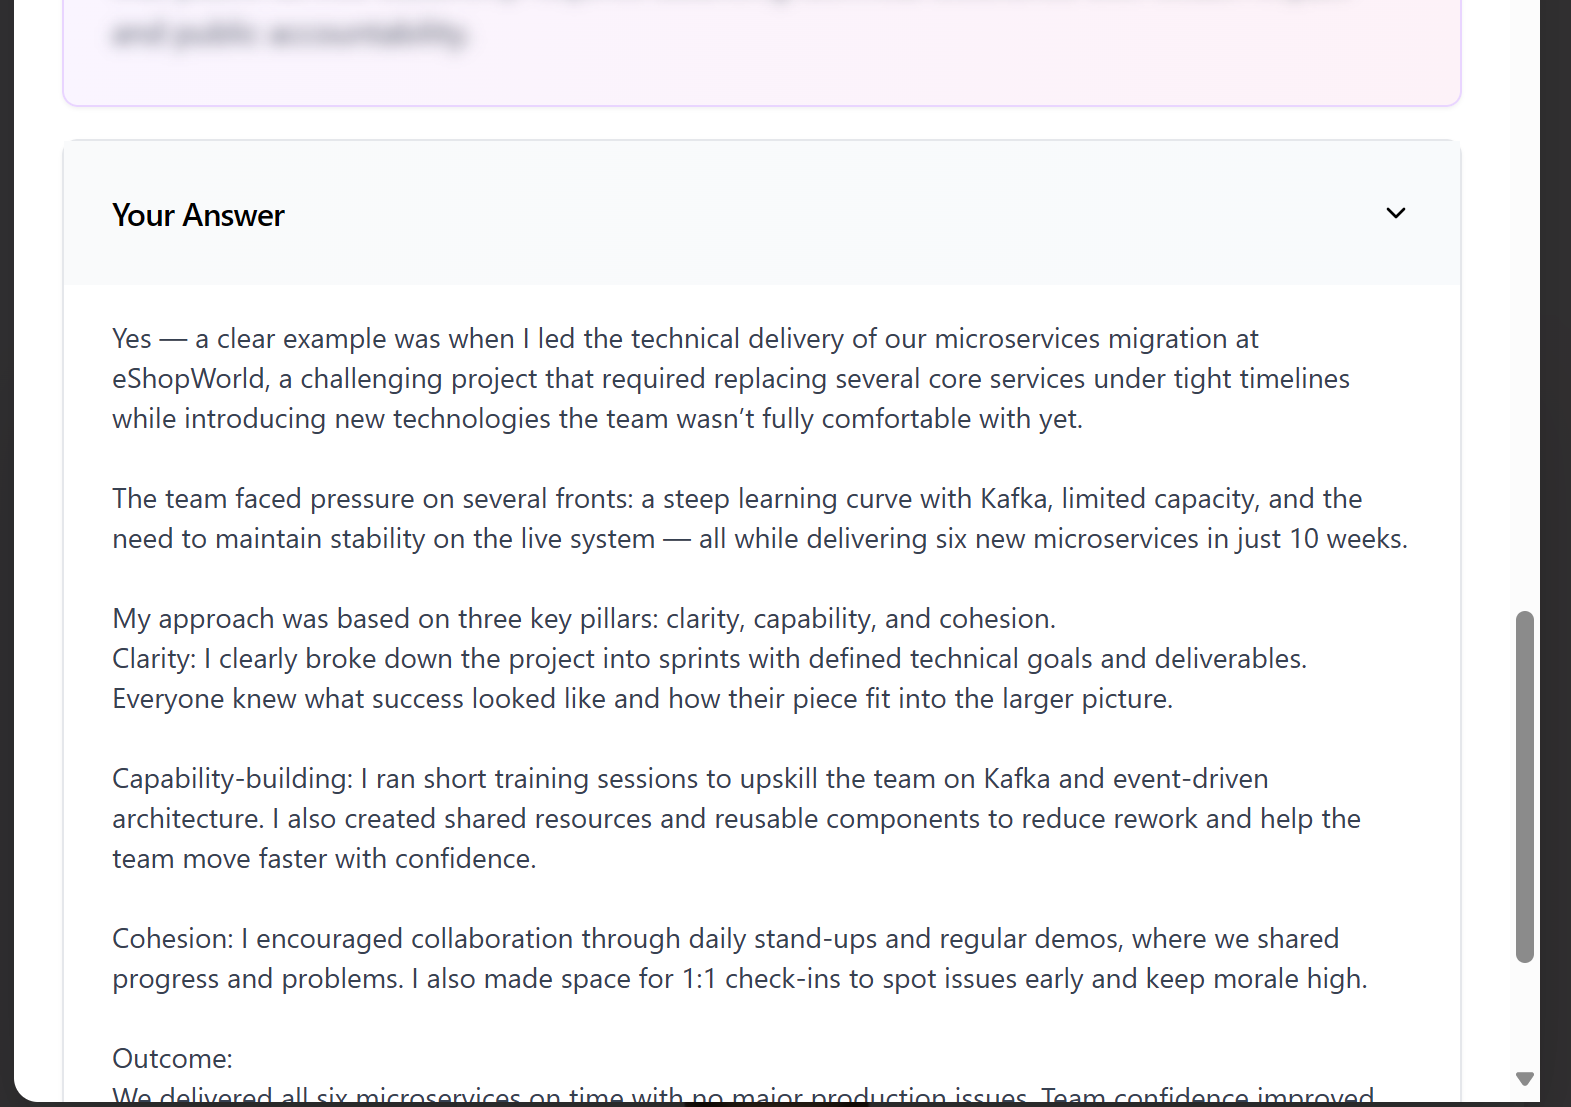 and public accountability.
Your Answer
Yes — a clear example was when I led the technical delivery of our microservices migration at
eShopWorld, a challenging project that required replacing several core services under tight timelines
while introducing new technologies the team wasn’t fully comfortable with yet.
The team faced pressure on several fronts: a steep learning curve with Kafka, limited capacity, and the
need to maintain stability on the live system — all while delivering six new microservices in just 10 weeks.
My approach was based on three key pillars: clarity, capability, and cohesion.
Clarity: I clearly broke down the project into sprints with defined technical goals and deliverables.
Everyone knew what success looked like and how their piece fit into the larger picture.
Capability-building: I ran short training sessions to upskill the team on Kafka and event-driven
architecture. I also created shared resources and reusable components to reduce rework and help the
team move faster with confidence.
Cohesion: I encouraged collaboration through daily stand-ups and regular demos, where we shared
progress and problems. I also made space for 1:1 check-ins to spot issues early and keep morale high.
Outcome:
We delivered all six microservices on time with no major production issues. Team confidence improved